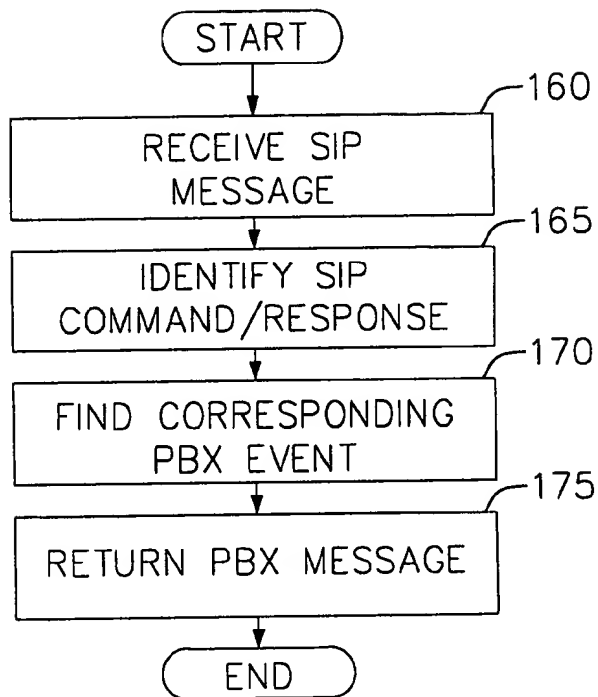 START
160
RECEIVE SIP
MESSAGE
165
IDENTIFY SIP
COMMAND/RESPONSE
170
FIND CORRESPONDING
PBX EVENT
175
RETURN PBX MESSAGE
END